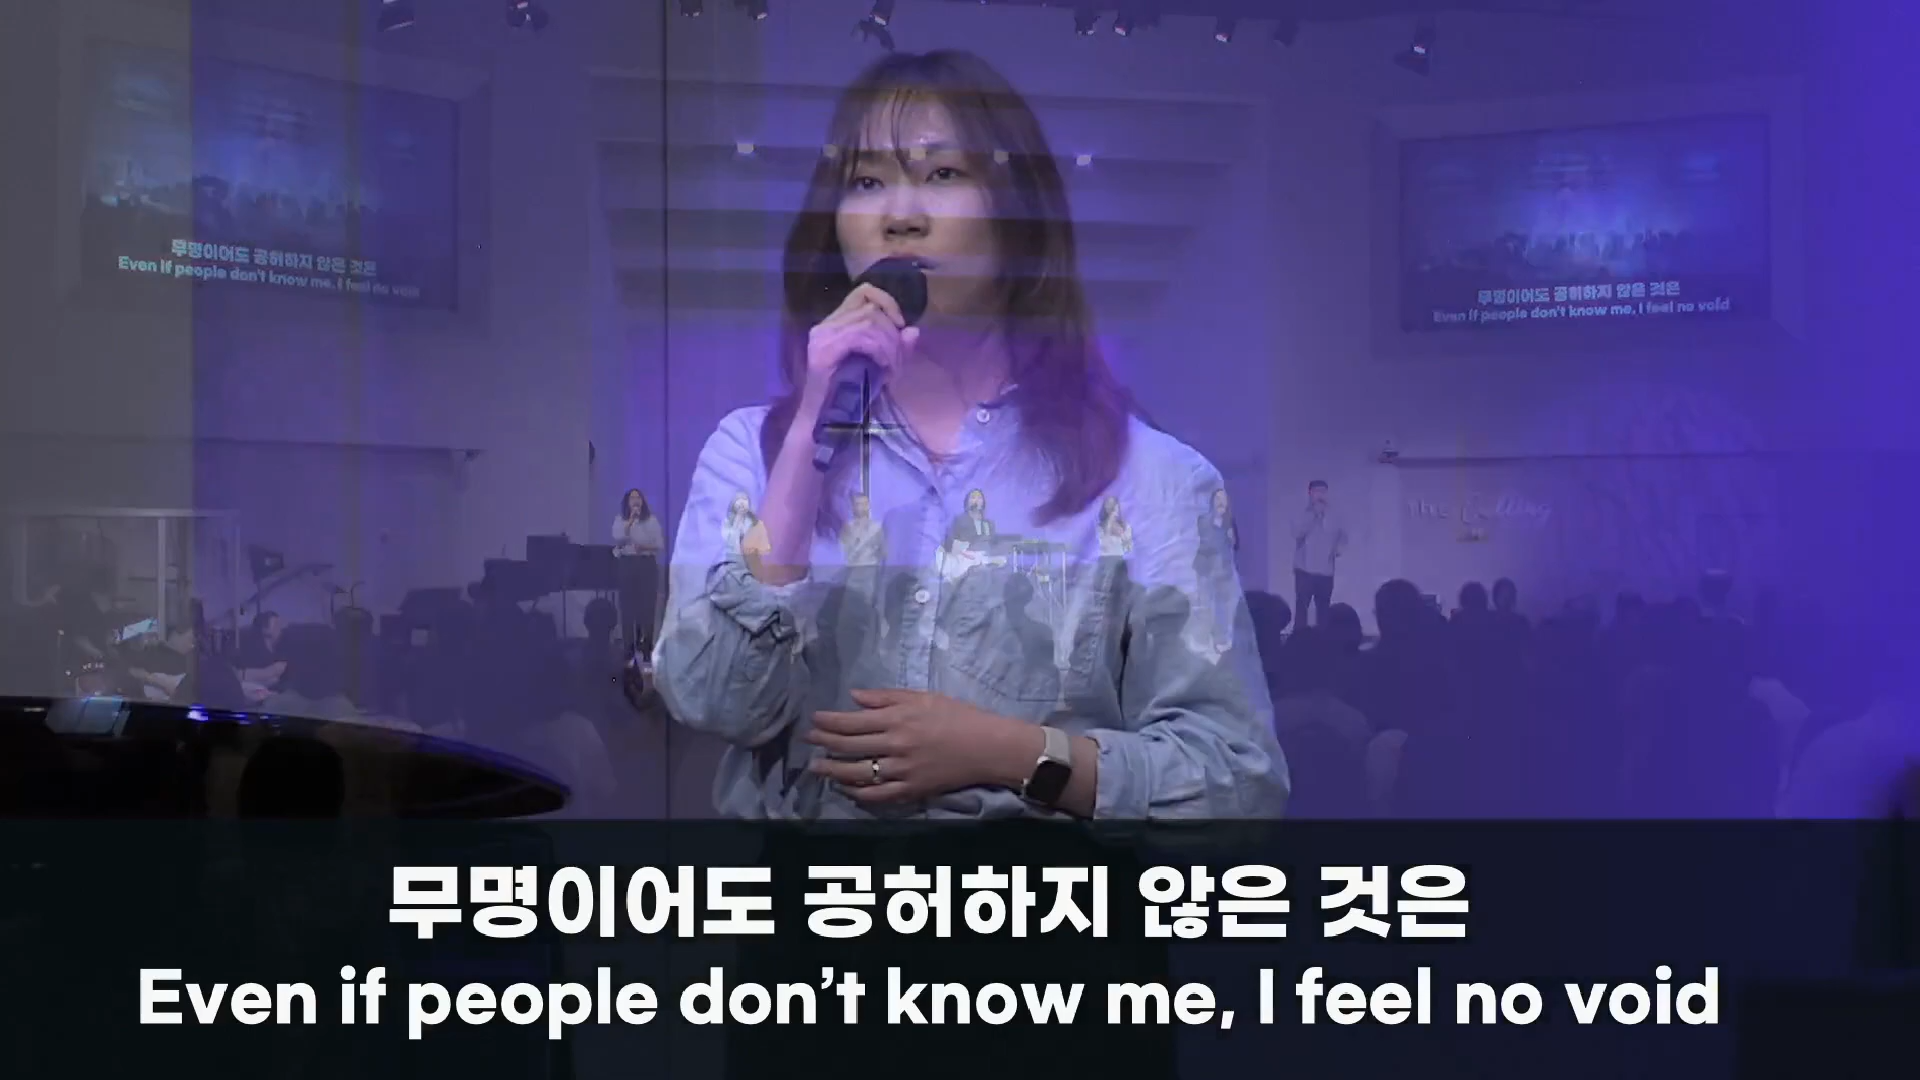 무명이어도 공허하지 않은 것은
Even if people don't know me, I feel no void
무명이어도 공허하지 않은 것은
Even if people don't know me, I feel no void
The Calling
무명이어도 공허하지 않은 것은
Even if people don’t know me, I feel no void